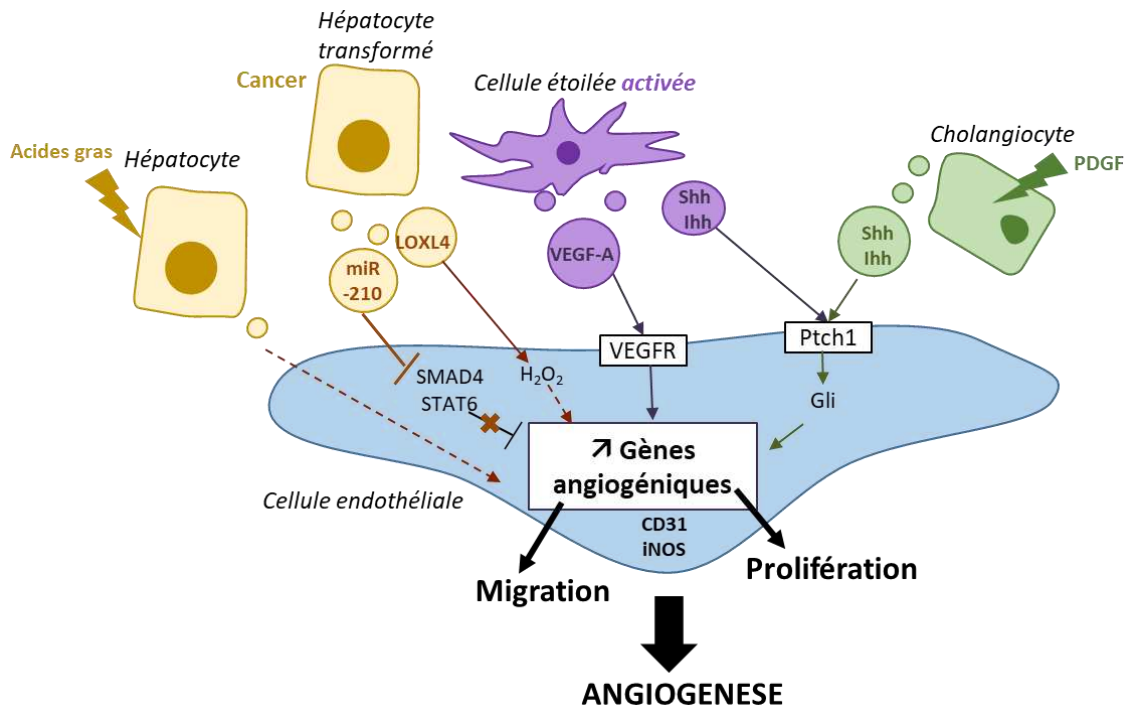 Hépatocyte
transformé
Cancer
Cellule étoilée activée
Cholangiocyte
Acides gras
Hépatocyte
PDGF
Shh
Ihh
LOXL4
VEGF-A
Shh
Ihh
miR
-210
VEGFR
Ptch1
SMAD4
STAT6
H₂O₂
Gli
↗ Gènes
angiogéniques
Cellule endothéliale
CD31
iNOS
Migration
Prolifération
ANGIOGENESE